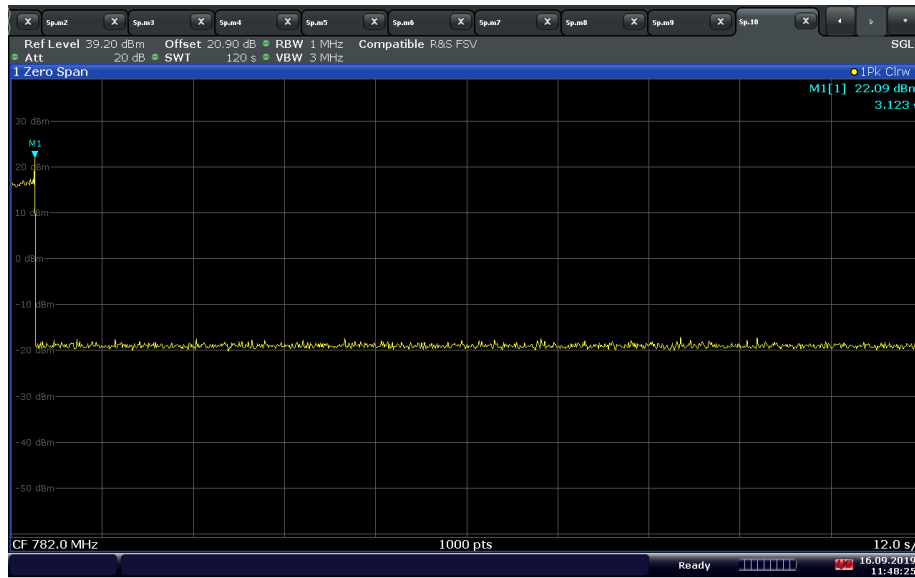 Sp.m2 Sp.m3 Sp.m4 Sp.m5 Sp.m6 Sp.m7 Sp.m8 Sp.m9 Sp.10
Ref Level 39.20 dBm Offset 20.90 dB RBW 1 MHz Compatible R&S FSV SGL
Att 20 dB SWT 120 s VBW 3 MHz
1 Zero Span 1Pk Clrw
M1[1] 22.09 dBm
3.123 s
30 dBm
M1
20 dBm
10 dBm
0 dBm
-10 dBm
-20 dBm
-30 dBm
-40 dBm
-50 dBm
CF 782.0 MHz 1000 pts 12.0 s/
Ready 16.09.2019
11:48:25